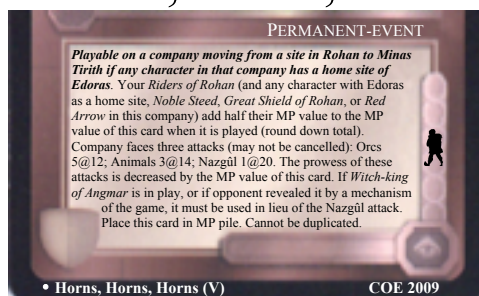 PERMANENT-EVENT
Playable on a company moving from a site in Rohan to Minas
Tirith if any character in that company has a home site of
Edoras. Your Riders of Rohan (and any character with Edoras
as a home site, Noble Steed, Great Shield of Rohan, or Red
Arrow in this company) add half their MP value to the MP
value of this card when it is played (round down total).
Company faces three attacks (may not be cancelled): Orcs
5@12; Animals 3@14; Nazgûl 1@20. The prowess of these
attacks is decreased by the MP value of this card. If Witch-king
of Angmar is in play, or if opponent revealed it by a mechanism
of the game, it must be used in lieu of the Nazgûl attack.
Place this card in MP pile. Cannot be duplicated.
• Horns, Horns, Horns (V) COE 2009